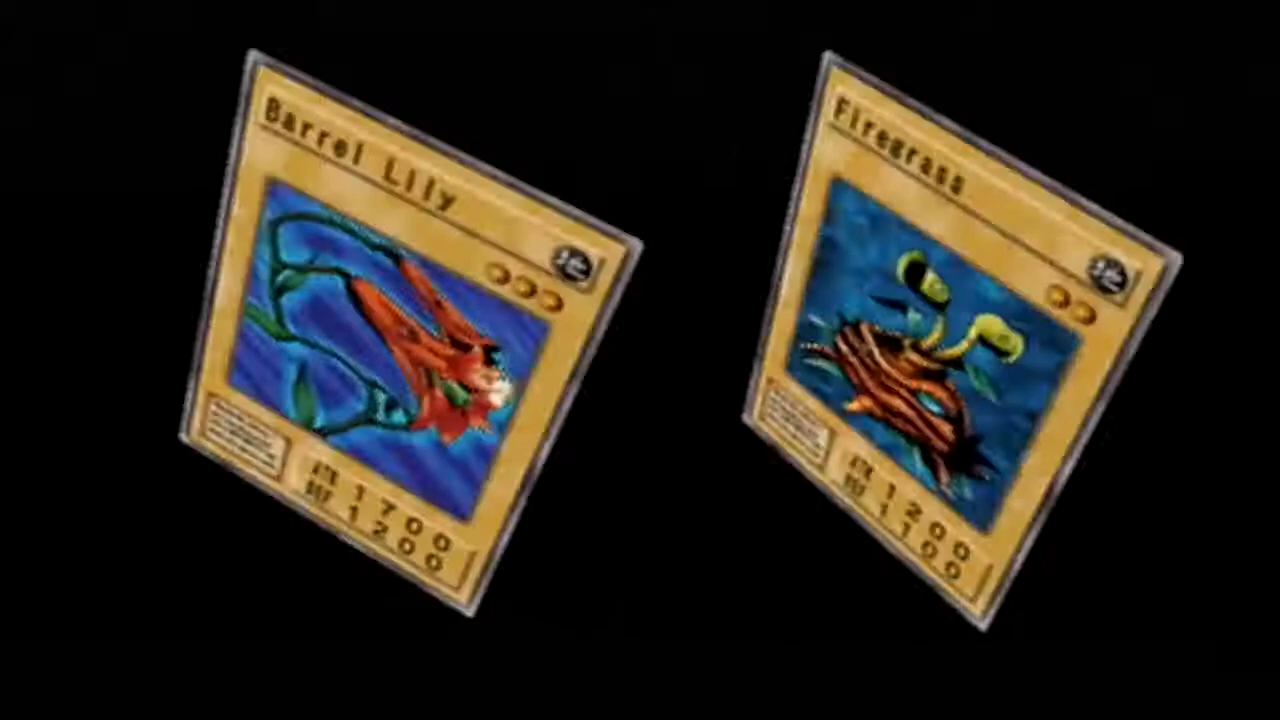 Barrel Lily
ATK 1700
DEF 1200
Firegrass
ATK 1200
DEF 1100